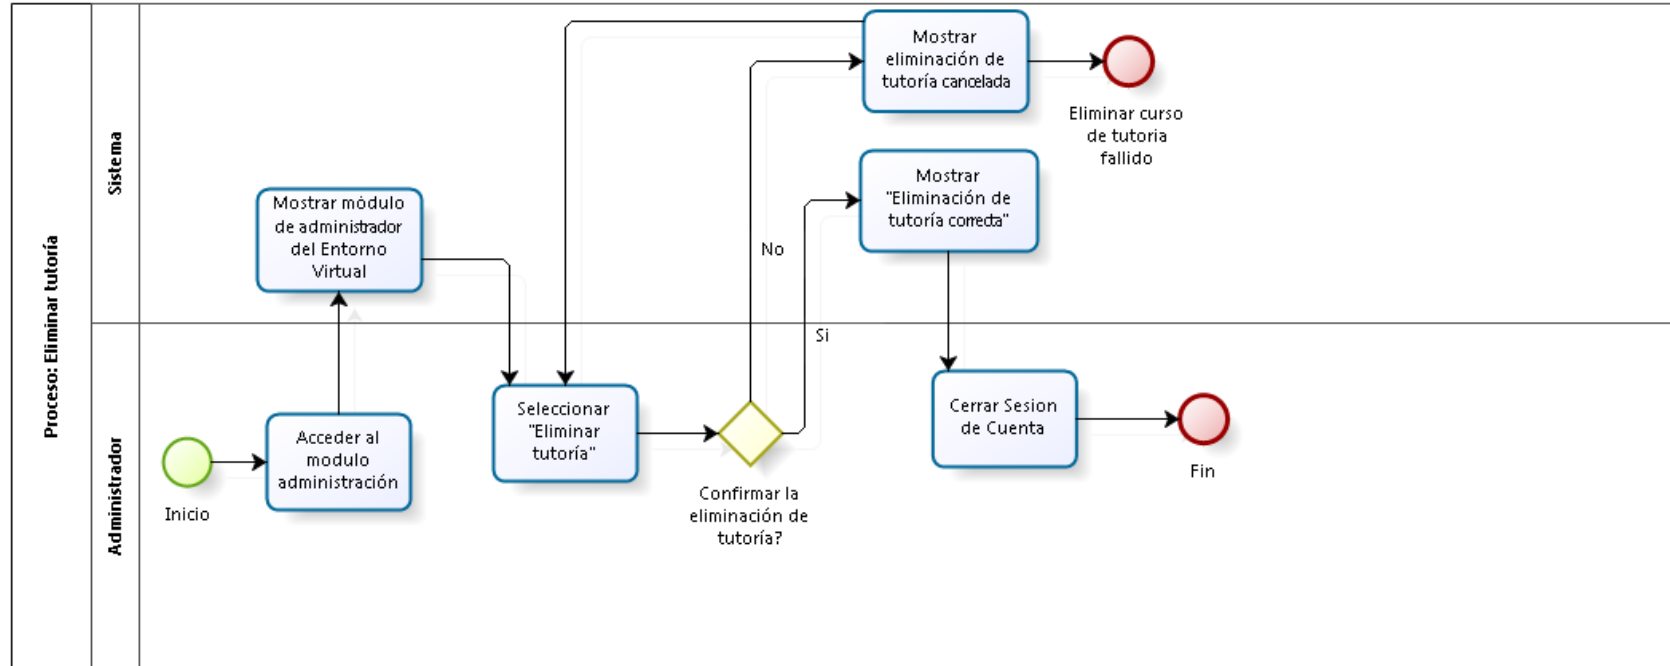 Proceso: Eliminar tutoría
Sistema
Administrador
Inicio
Acceder al
modulo
administración
Mostrar mòdulo
de administrador
del Entorno
Virtual
Seleccionar
"Eliminar
tutoría"
Confirmar la
eliminación de
tutoría?
No
Si
Mostrar
eliminación de
tutoría cancelada
Eliminar curso
de tutoria
fallido
Mostrar
"Eliminación de
tutoría correcta"
Cerrar Sesion
de Cuenta
Fin